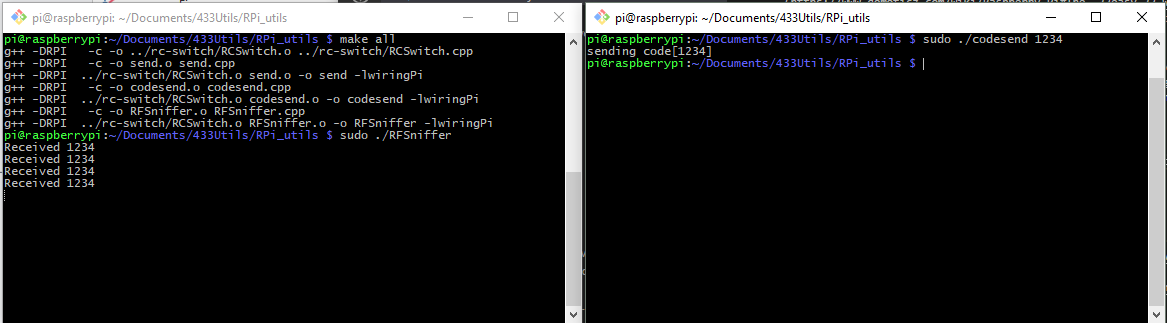 pi@raspberrypi: ~/Documents/433Utils/RPi_utils
pi@raspberrypi:~/Documents/433Utils/RPi_utils $ make all
g++ -DRPI   -c -o ../rc-switch/RCSwitch.o ../rc-switch/RCSwitch.cpp
g++ -DRPI   -c -o send.o send.cpp
g++ -DRPI  ../rc-switch/RCSwitch.o send.o -o send -lwiringPi
g++ -DRPI   -c -o codesend.o codesend.cpp
g++ -DRPI  ../rc-switch/RCSwitch.o codesend.o -o codesend -lwiringPi
g++ -DRPI   -c -o RFSniffer.o RFSniffer.cpp
g++ -DRPI  ../rc-switch/RCSwitch.o RFSniffer.o -o RFSniffer -lwiringPi
pi@raspberrypi:~/Documents/433Utils/RPi_utils $ sudo ./RFSniffer
Received 1234
Received 1234
Received 1234
Received 1234
pi@raspberrypi: ~/Documents/433Utils/RPi_utils
pi@raspberrypi:~/Documents/433Utils/RPi_utils $ sudo ./codesend 1234
sending code[1234]
pi@raspberrypi:~/Documents/433Utils/RPi_utils $